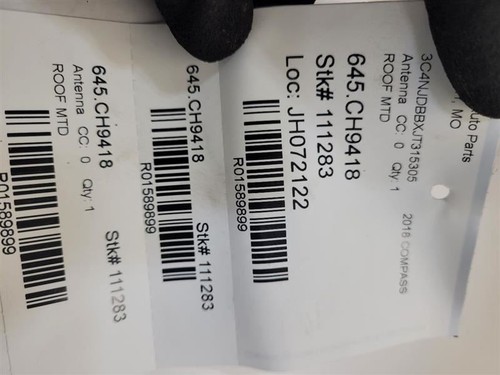 Auto Parts
MO
3C4NJDBBXJT315305
Antenna CC: 0 Qty: 1
ROOF MTD
2018 COMPASS
645.CH9418
Stk# 111283
Loc: JH072122
R01589899
645.CH9418
Stk# 111283
R01589899
645.CH9418
Antenna CC: 0 Qty: 1
ROOF MTD
Stk# 111283
R01589899